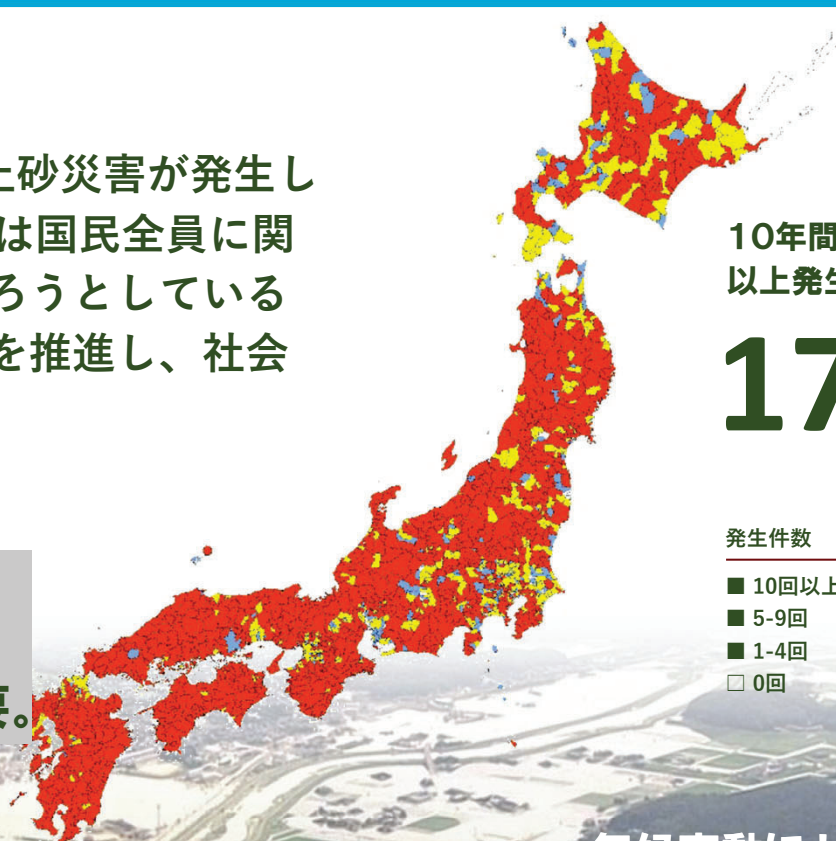 土砂災害が発生し
は国民全員に関
ろうとしている
を推進し、社会
要。
10年間
以上発生
17
発生件数
■ 10回以上
■ 5-9回
■ 1-4回
□ 0回